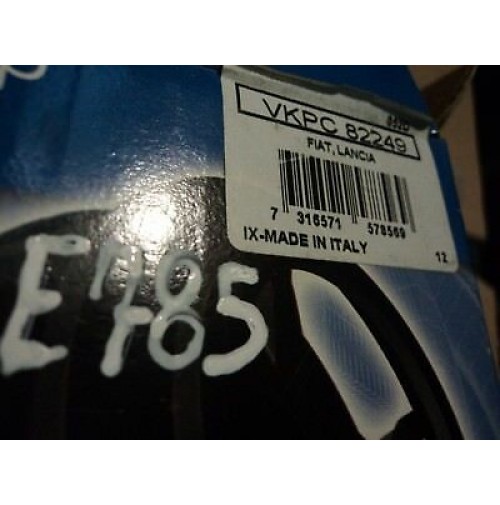 VKPC 82249
FIAT, LANCIA
7 316571 578569
IX-MADE IN ITALY
12
E785